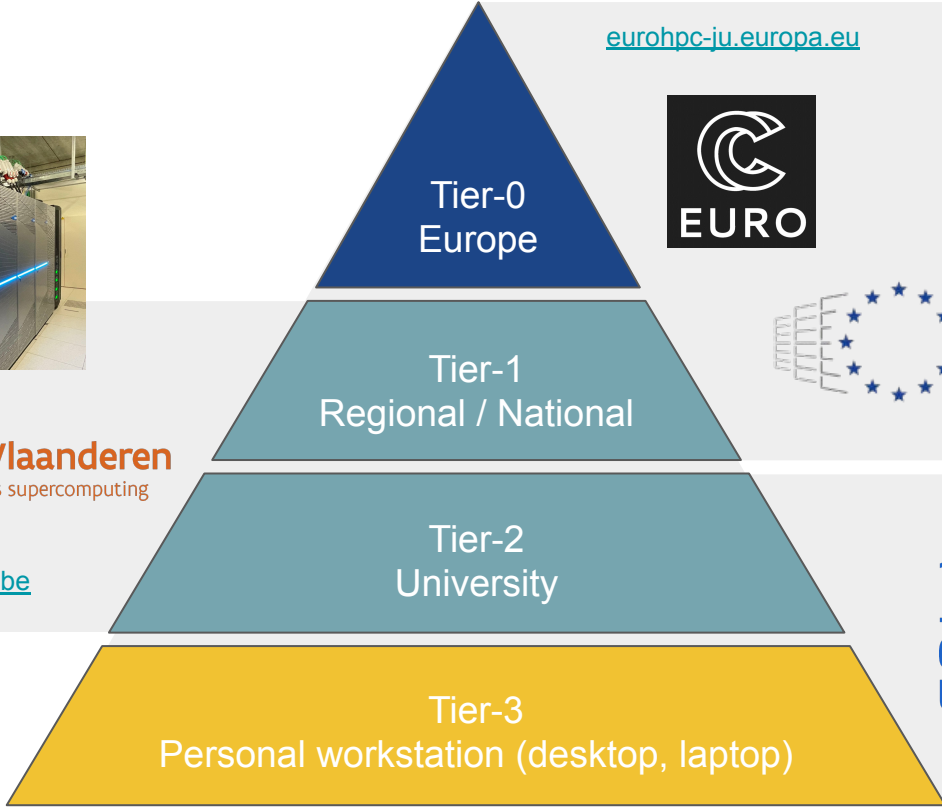 eurohpc-ju.europa.eu
EURO
Tier-0
Europe
Tier-1
Regional / National
Vlaanderen
supercomputing
Tier-2
University
be
Tier-3
Personal workstation (desktop, laptop)